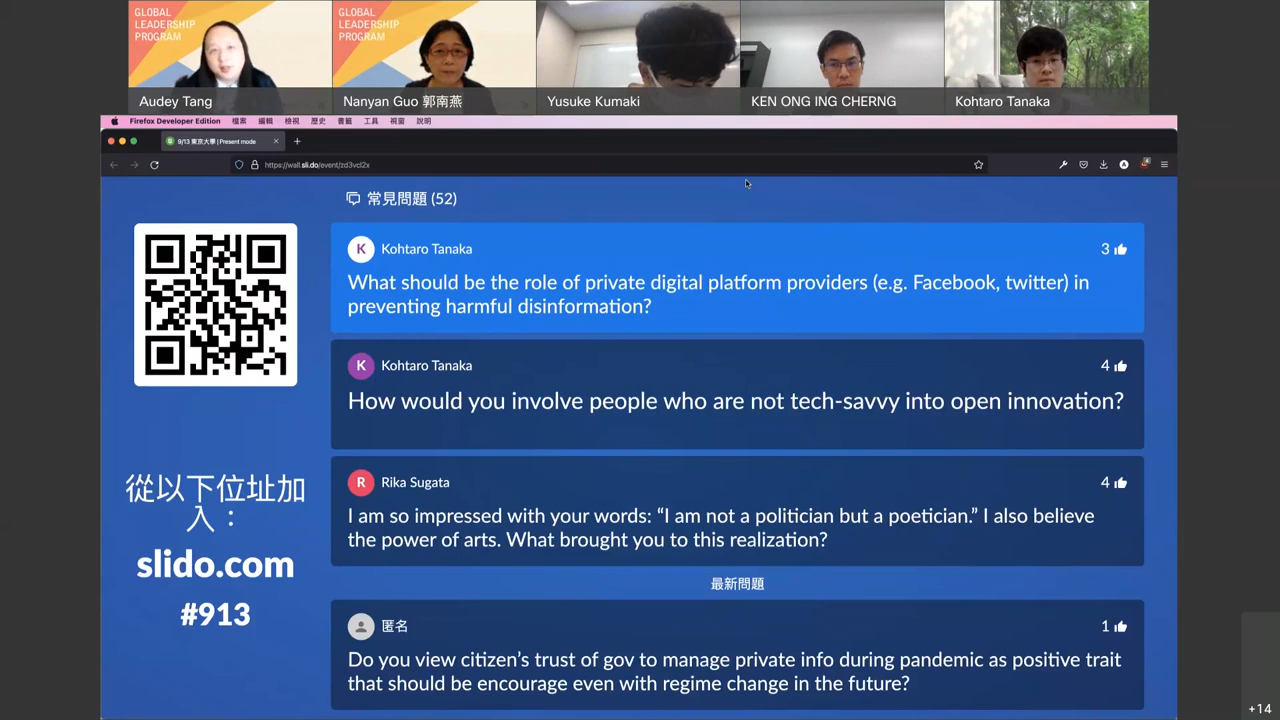 GLOBAL
LEADERSHIP
PROGRAM
GLOBAL
LEADERSHIP
PROGRAM
Audey Tang
Nanyan Guo 郭南燕
Yusuke Kumaki
KEN ONG ING CHERNG
Kohtaro Tanaka
Firefox Developer Edition 檔案 編輯 檢視 歷史 書籤 工具 視窗 說明
9/13 東京大學 | Present mode
https://wall.sli.do/event/zd3vcl2x
常見問題 (52)
K Kohtaro Tanaka 3
What should be the role of private digital platform providers (e.g. Facebook, twitter) in
preventing harmful disinformation?
K Kohtaro Tanaka 4
How would you involve people who are not tech-savvy into open innovation?
R Rika Sugata 4
I am so impressed with your words: “I am not a politician but a poetician.” I also believe
the power of arts. What brought you to this realization?
最新問題
匿名 1
Do you view citizen’s trust of gov to manage private info during pandemic as positive trait
that should be encourage even with regime change in the future?
從以下位址加
入：
slido.com
#913
+14